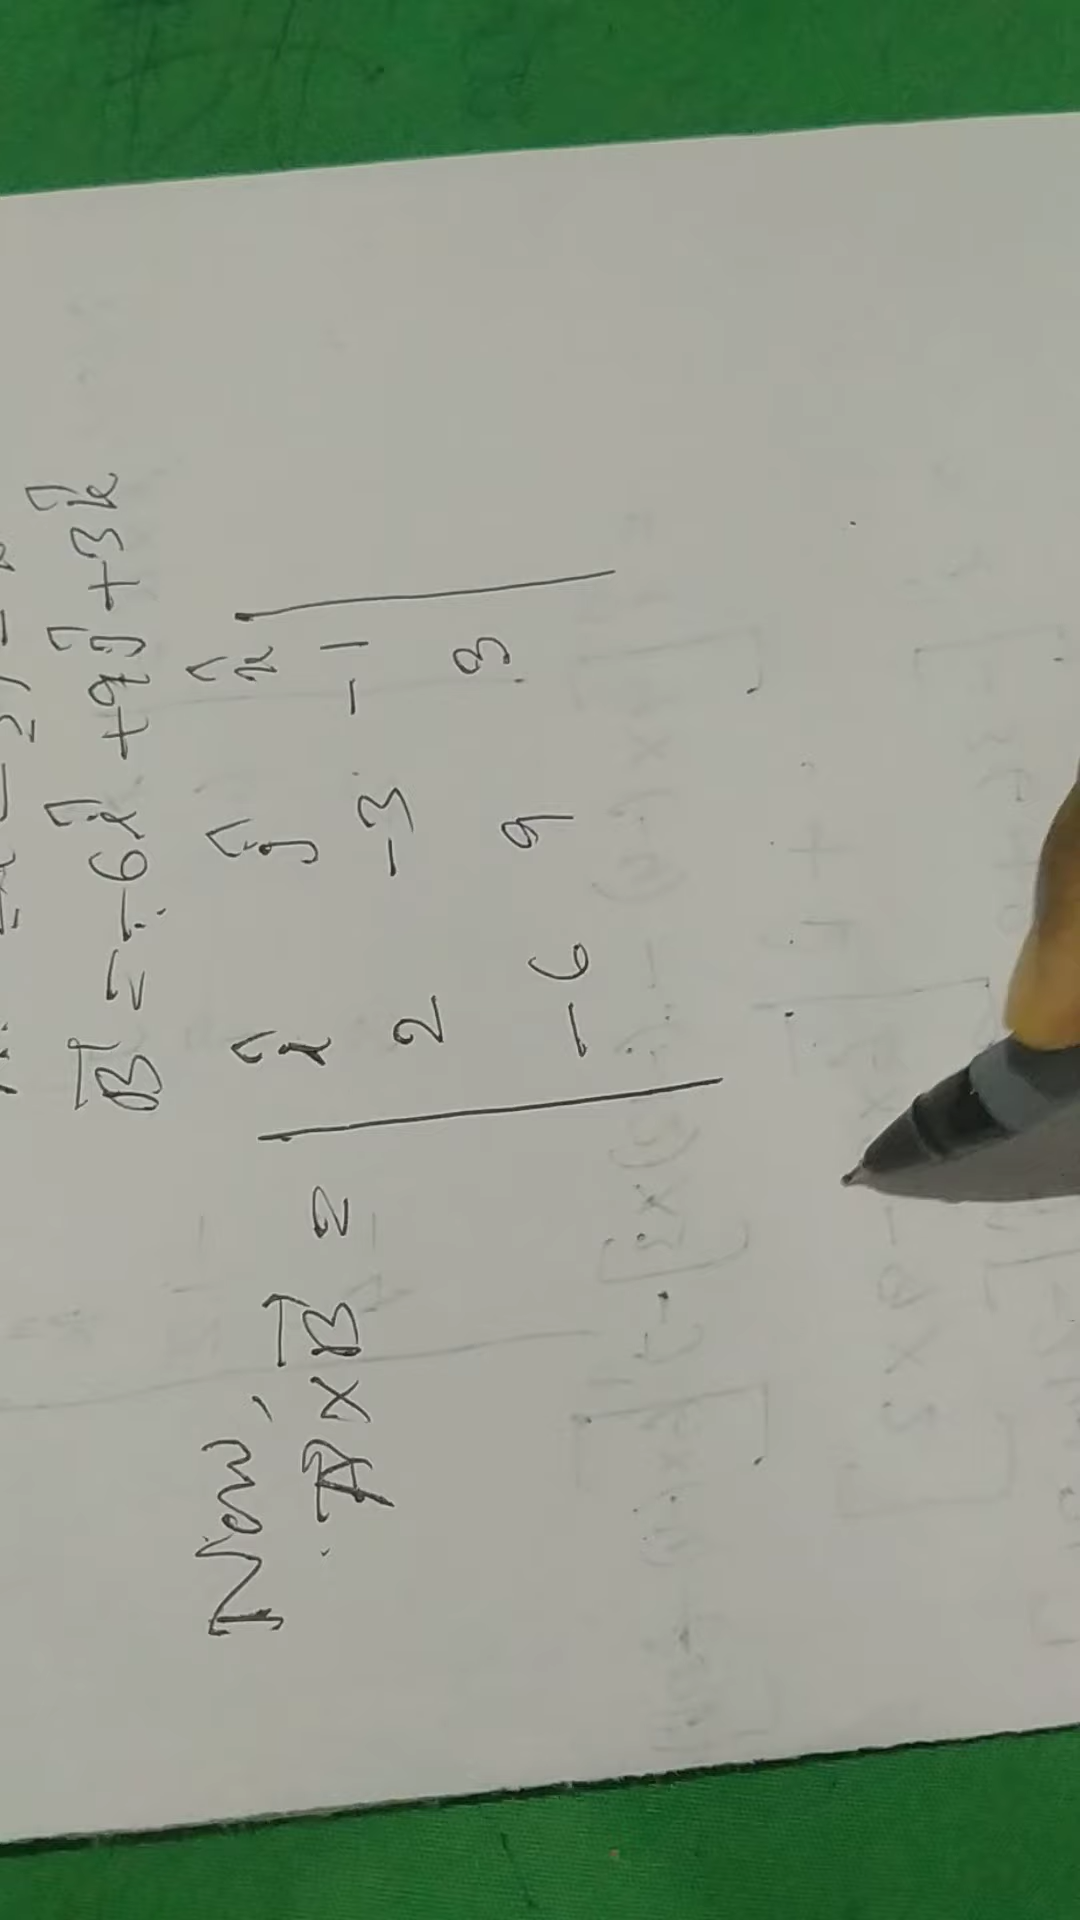 B⃗ = -6î + 9ĵ + 3k̂
Now,
A⃗ × B⃗ = | î ĵ k̂ |
2 -3 -1
-6 9 3